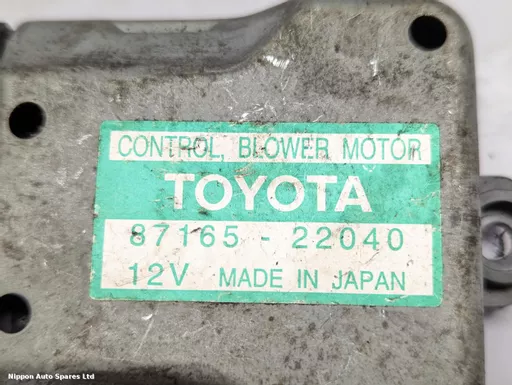 CONTROL, BLOWER MOTOR
TOYOTA
87165 - 22040
12V MADE IN JAPAN
Nippon Auto Spares Ltd